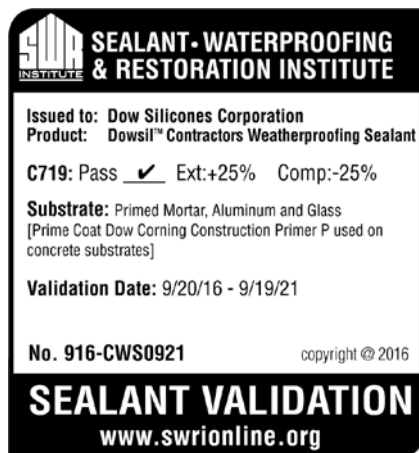 SWR
INSTITUTE
SEALANT • WATERPROOFING
& RESTORATION INSTITUTE
Issued to: Dow Silicones Corporation
Product: Dowsil™ Contractors Weatherproofing Sealant
C719: Pass ✔ Ext:+25% Comp:-25%
Substrate: Primed Mortar, Aluminum and Glass
[Prime Coat Dow Corning Construction Primer P used on
concrete substrates]
Validation Date: 9/20/16 - 9/19/21
No. 916-CWS0921 copyright @ 2016
SEALANT VALIDATION
www.swrionline.org